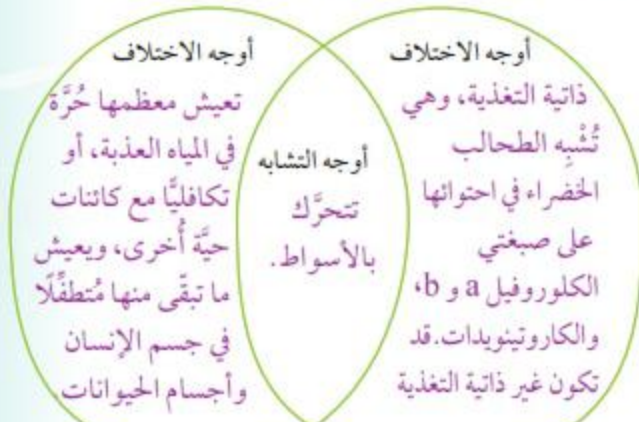 أوجه الاختلاف
ذاتية التغذية، وهي
تُشْبِه الطحالب
الخضراء في احتوائها
على صبغتي
الكلوروفيل a و b،
والكاروتينويدات. قد
تكون غير ذاتية التغذية
أوجه التشابه
تتحرَّك
بالأسواط.
أوجه الاختلاف
تعيش معظمها حُرَّة
في المياه العذبة، أو
تكافليًّا مع كائنات
حيَّة أُخرى، ويعيش
ما تبقّى منها مُتطفِّلًا
في جسم الإنسان
وأجسام الحيوانات